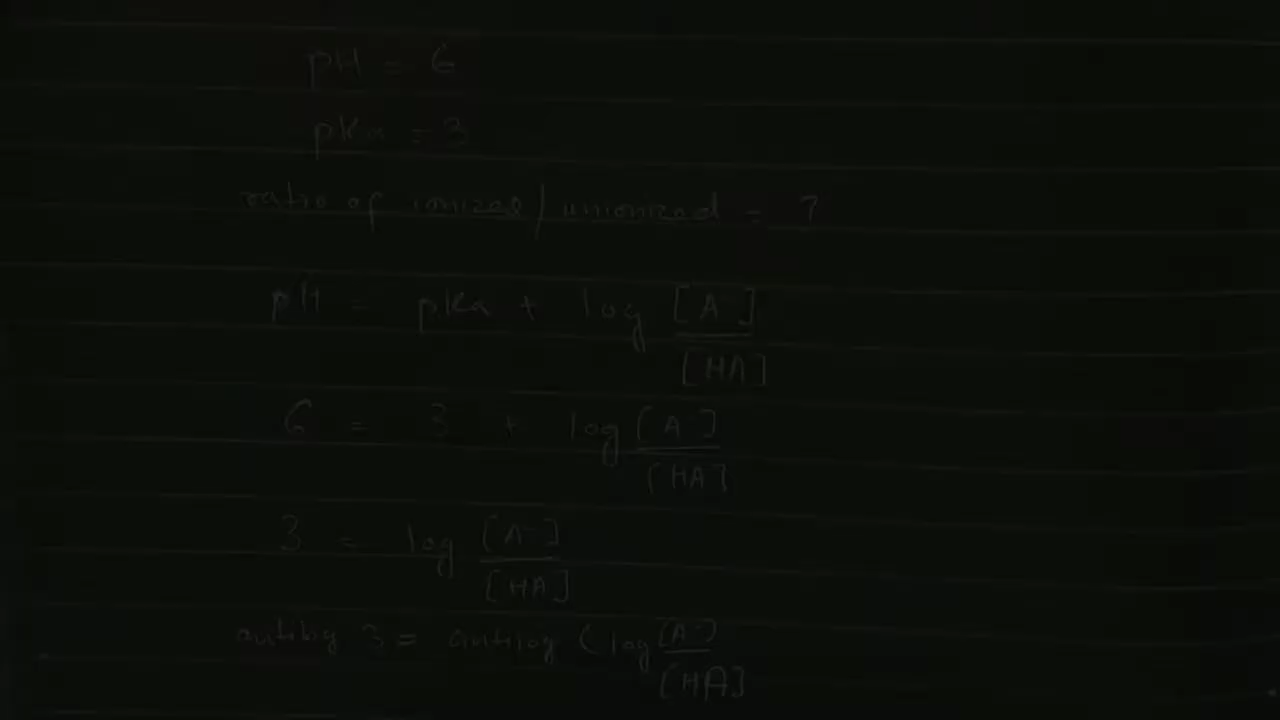 pH = 6
pKa = 3
ratio of ionized/unionized = ?
pH = pKa + log [A⁻]/[HA]
6 = 3 + log [A⁻]/[HA]
3 = log [A⁻]/[HA]
antilog 3 = antilog (log [A⁻]/[HA]